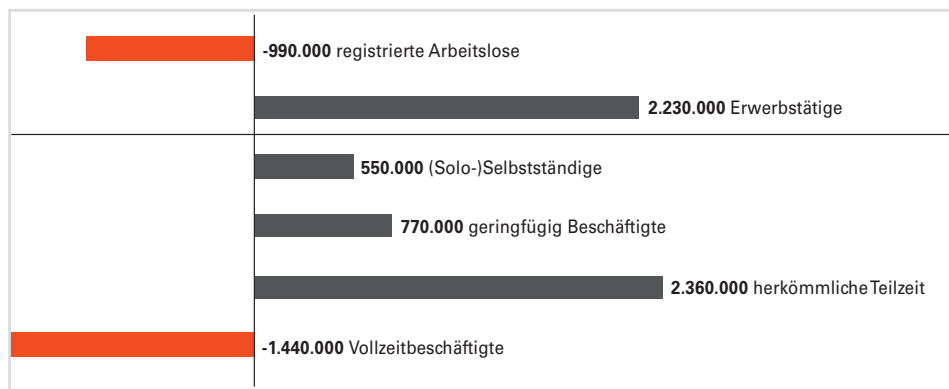 -990.000 registrierte Arbeitslose
2.230.000 Erwerbstätige
550.000 (Solo-)Selbstständige
770.000 geringfügig Beschäftigte
2.360.000 herkömmliche Teilzeit
-1.440.000 Vollzeitbeschäftigte